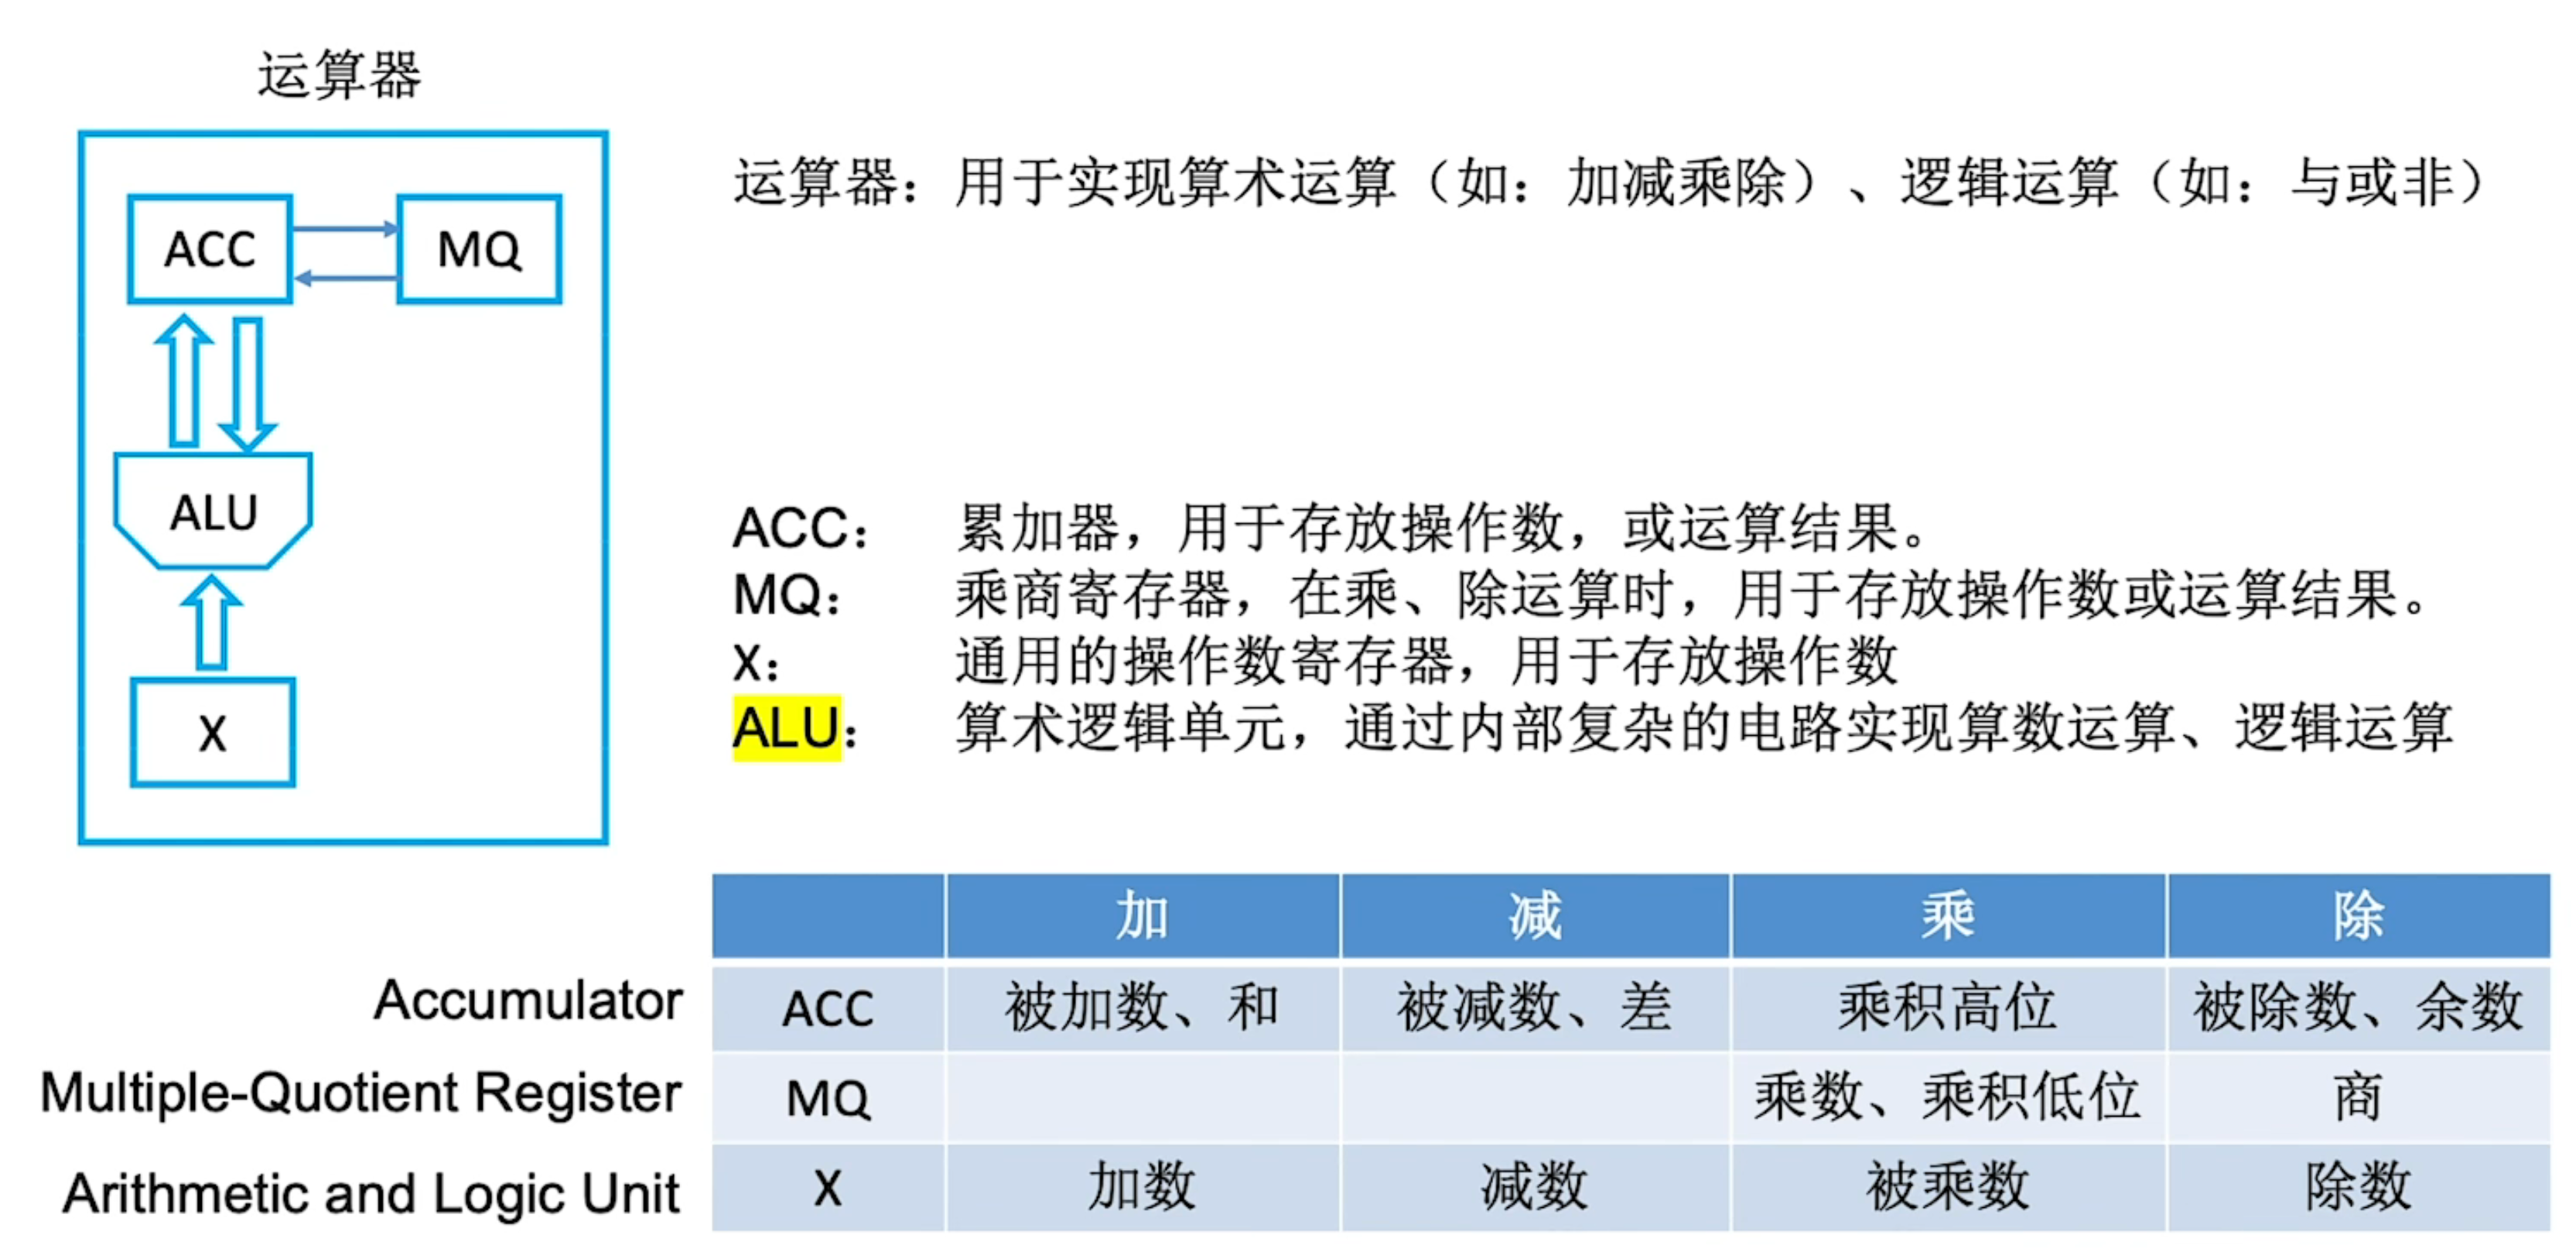 运算器
ACC
MQ
ALU
X
运算器：用于实现算术运算（如：加减乘除）、逻辑运算（如：与或非）
ACC： 累加器，用于存放操作数，或运算结果。
MQ： 乘商寄存器，在乘、除运算时，用于存放操作数或运算结果。
X： 通用的操作数寄存器，用于存放操作数
ALU： 算术逻辑单元，通过内部复杂的电路实现算数运算、逻辑运算
加 减 乘 除
Accumulator ACC 被加数、和 被减数、差 乘积高位 被除数、余数
Multiple-Quotient Register MQ 乘数、乘积低位 商
Arithmetic and Logic Unit X 加数 减数 被乘数 除数